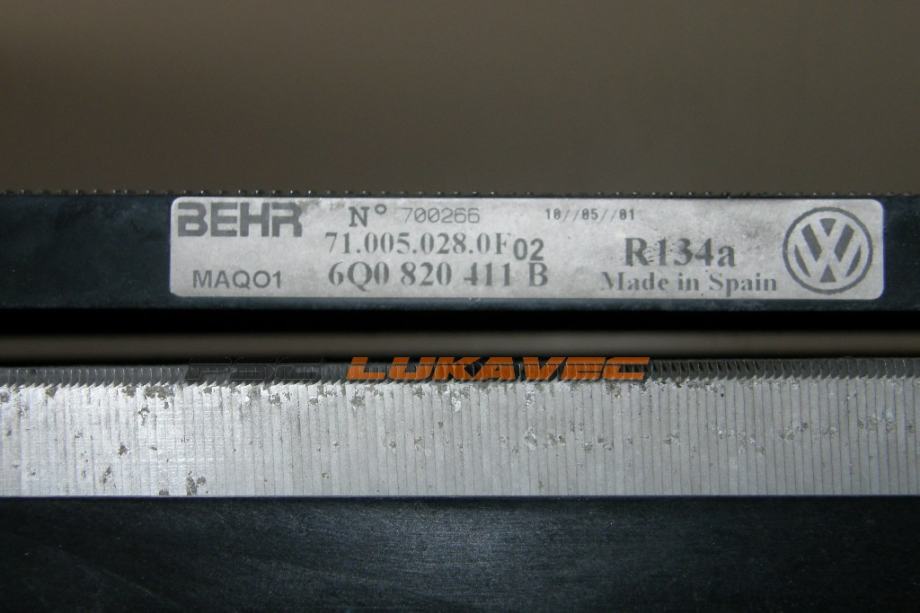 BEHR N° 700266 10//05//01
71.005.028.0F02 R134a
MAQ01 6Q0 820 411 B Made in Spain
LUKAVEC